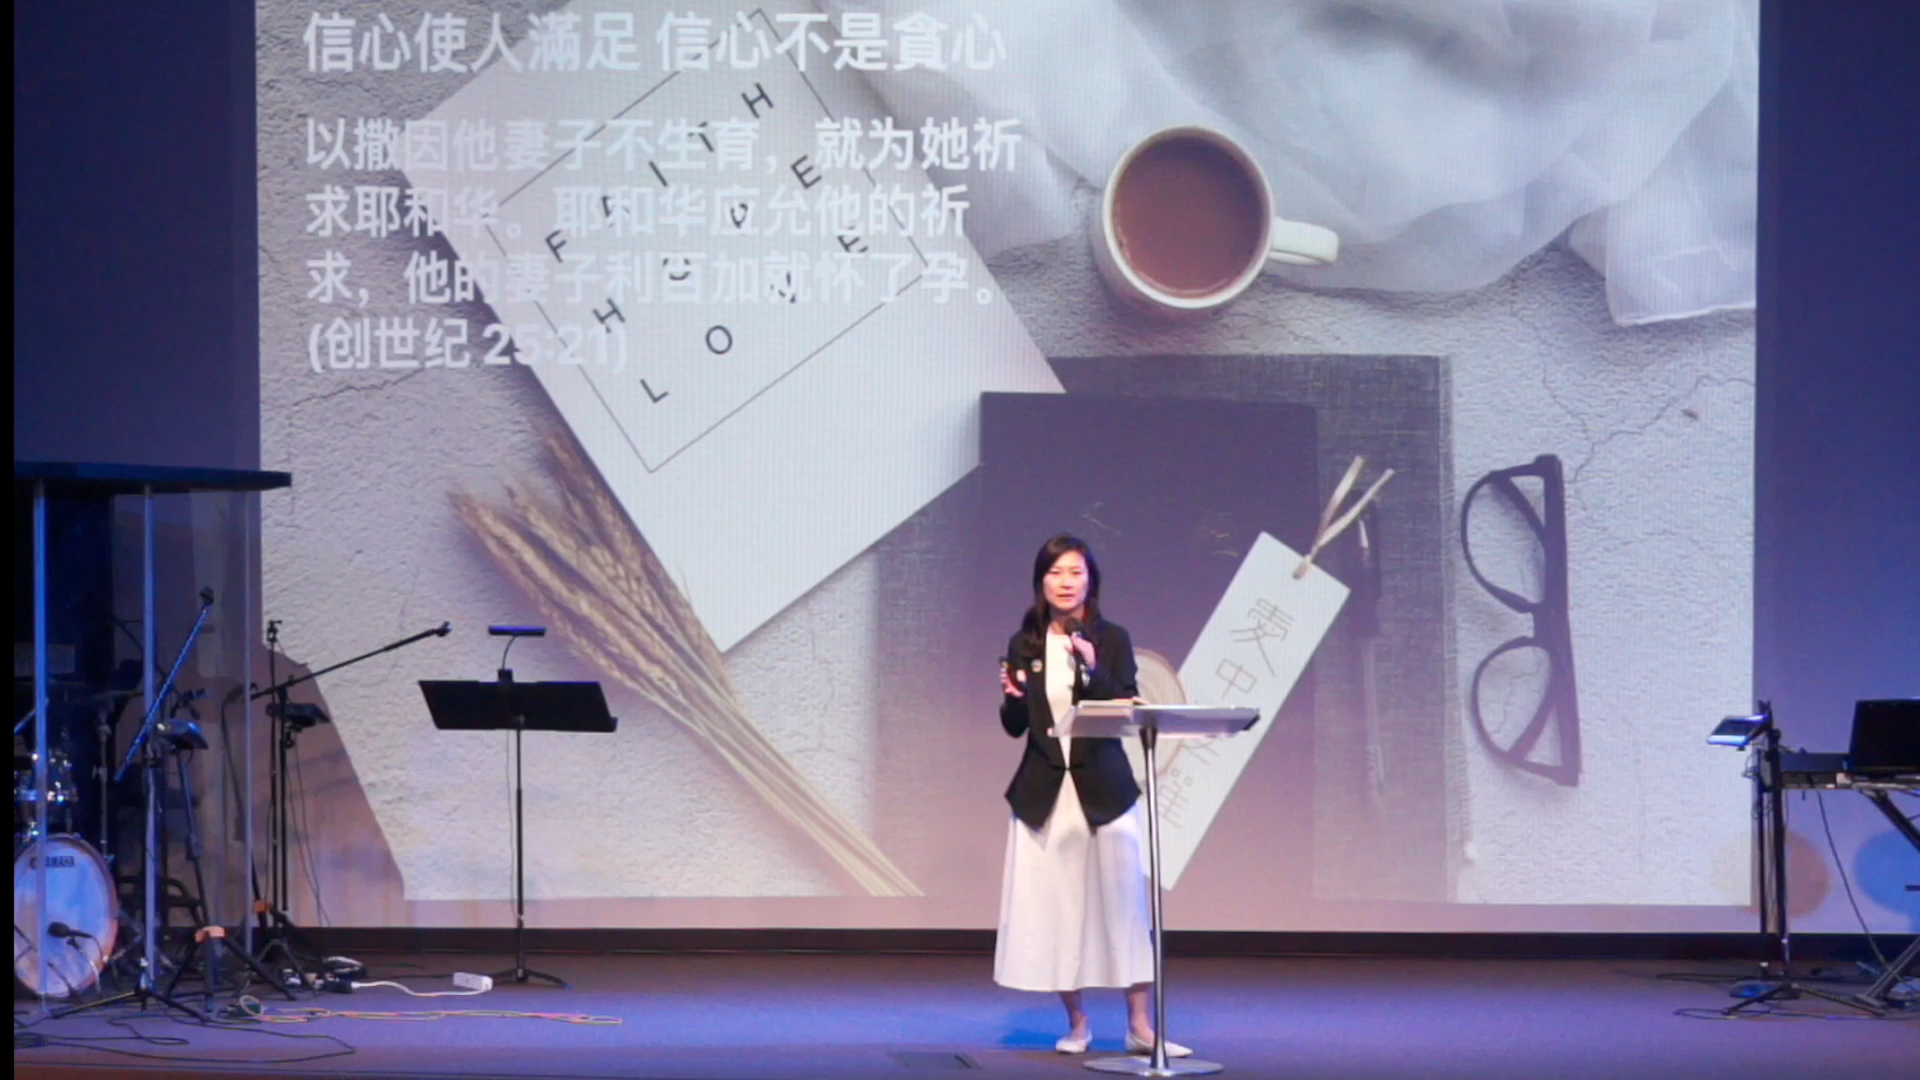 信心使人滿足 信心不是貪心
以撒因他妻子不生育，就为她祈
求耶和华。耶和华应允他的祈
求，他的妻子利百加就怀了孕。
(创世纪 25:21)
FAITH
HOPE
LOVE
YAMAHA